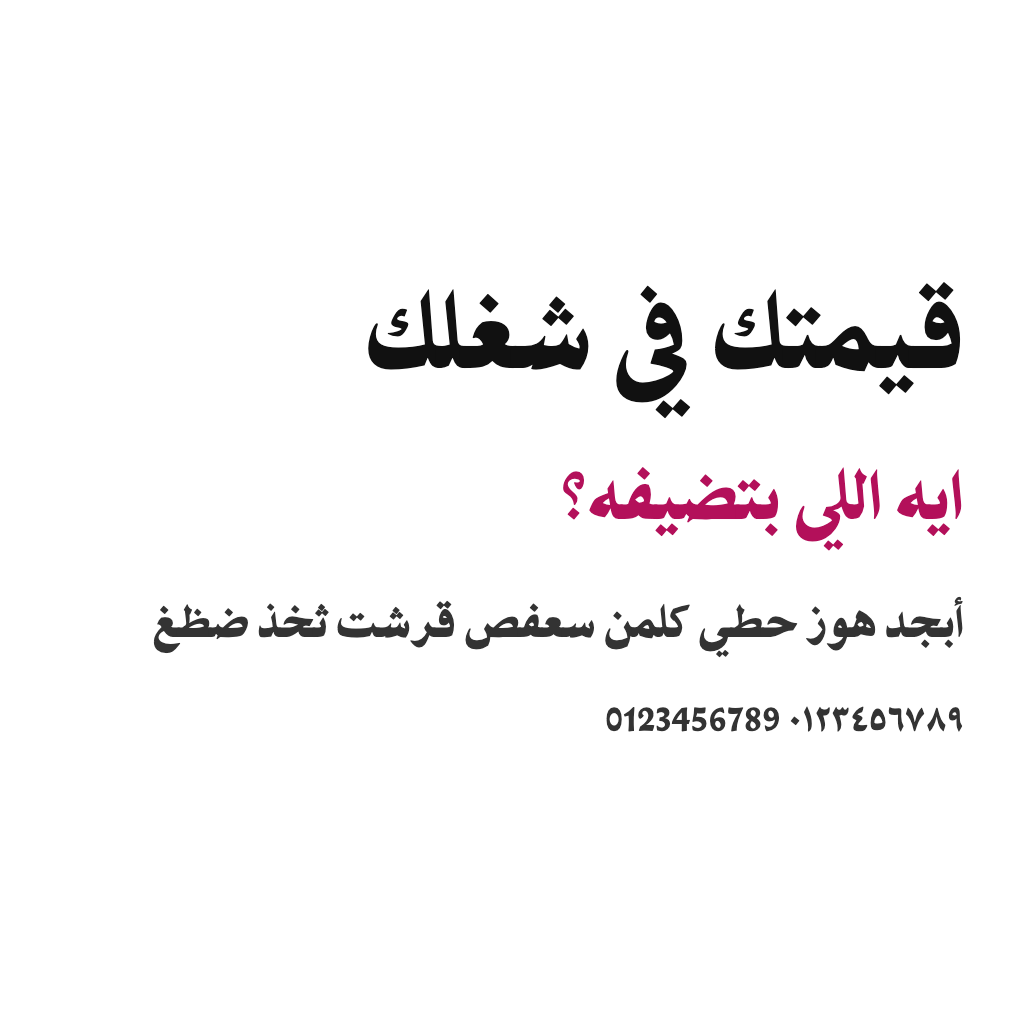 قيمتك في شغلك
ايه اللي بتضيفه؟
أبجد هوز حطي كلمن سعفص قرشت ثخذ ضظغ
٠١٢٣٤٥٦٧٨٩ 0123456789